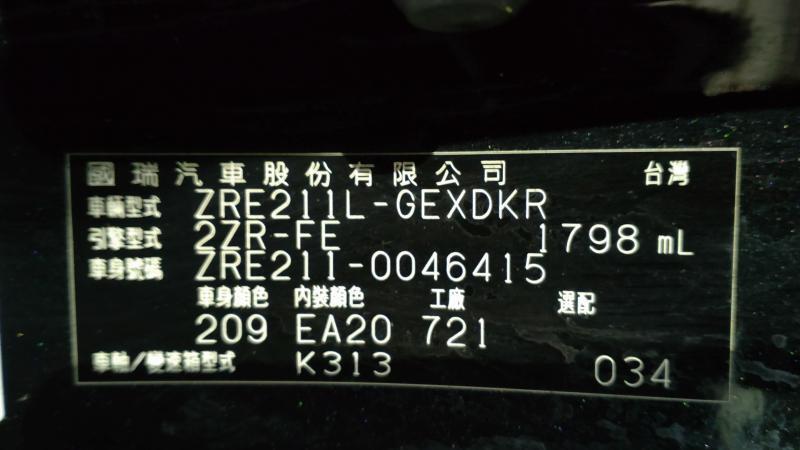 國瑞汽車股份有限公司 台灣
車輛型式 ZRE211L-GEXDKR
引擎型式 2ZR-FE 1798 mL
車身號碼 ZRE211-0046415
車身顏色 內裝顏色 工廠 選配
209 EA20 721
車軸/變速箱型式 K313 034